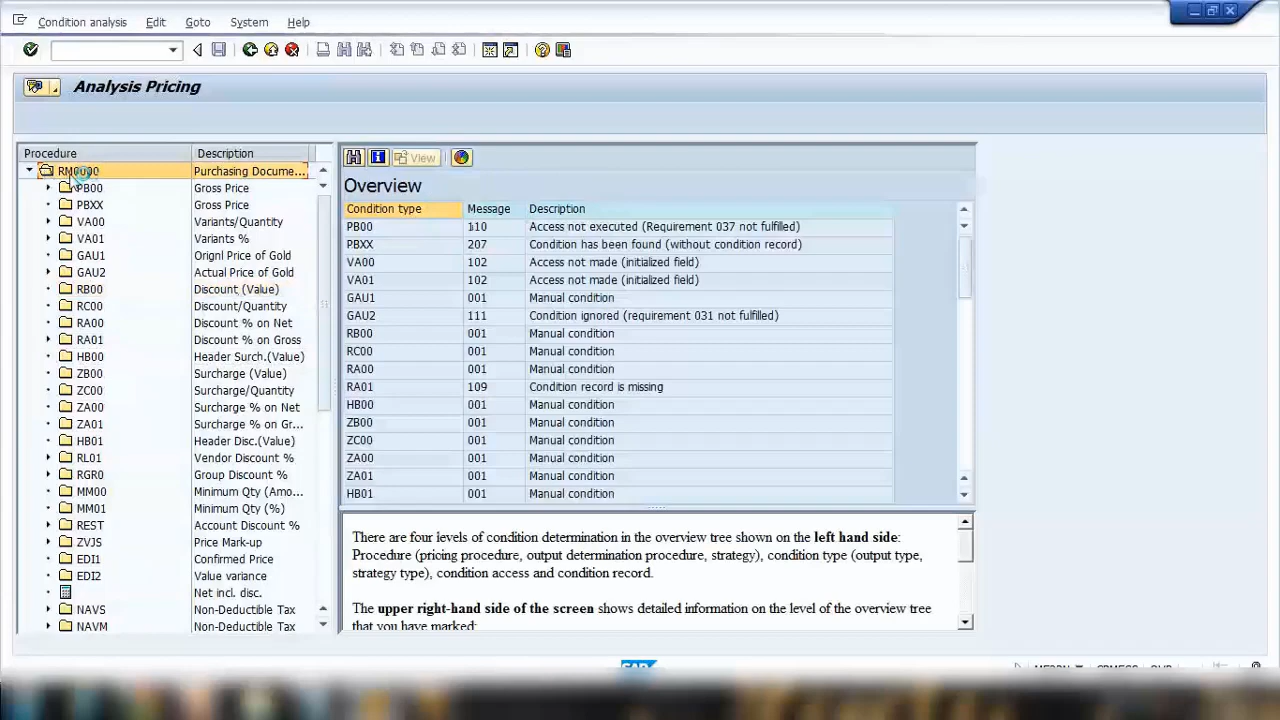 Condition analysis Edit Goto System Help
Analysis Pricing
Procedure Description
RM0000 Purchasing Docume...
PB00 Gross Price
PBXX Gross Price
VA00 Variants/Quantity
VA01 Variants %
GAU1 Orignl Price of Gold
GAU2 Actual Price of Gold
RB00 Discount (Value)
RC00 Discount/Quantity
RA00 Discount % on Net
RA01 Discount % on Gross
HB00 Header Surch.(Value)
ZB00 Surcharge (Value)
ZC00 Surcharge/Quantity
ZA00 Surcharge % on Net
ZA01 Surcharge % on Gr...
HB01 Header Disc.(Value)
RL01 Vendor Discount %
RGR0 Group Discount %
MM00 Minimum Qty (Amo...
MM01 Minimum Qty (%)
REST Account Discount %
ZVJS Price Mark-up
EDI1 Confirmed Price
EDI2 Value variance
Net incl. disc.
NAVS Non-Deductible Tax
NAVM Non-Deductible Tax
View
Overview
Condition type Message Description
PB00 110 Access not executed (Requirement 037 not fulfilled)
PBXX 207 Condition has been found (without condition record)
VA00 102 Access not made (initialized field)
VA01 102 Access not made (initialized field)
GAU1 001 Manual condition
GAU2 111 Condition ignored (requirement 031 not fulfilled)
RB00 001 Manual condition
RC00 001 Manual condition
RA00 001 Manual condition
RA01 109 Condition record is missing
HB00 001 Manual condition
ZB00 001 Manual condition
ZC00 001 Manual condition
ZA00 001 Manual condition
ZA01 001 Manual condition
HB01 001 Manual condition
There are four levels of condition determination in the overview tree shown on the left hand side:
Procedure (pricing procedure, output determination procedure, strategy), condition type (output type,
strategy type), condition access and condition record.
The upper right-hand side of the screen shows detailed information on the level of the overview tree
that you have marked:
SAP